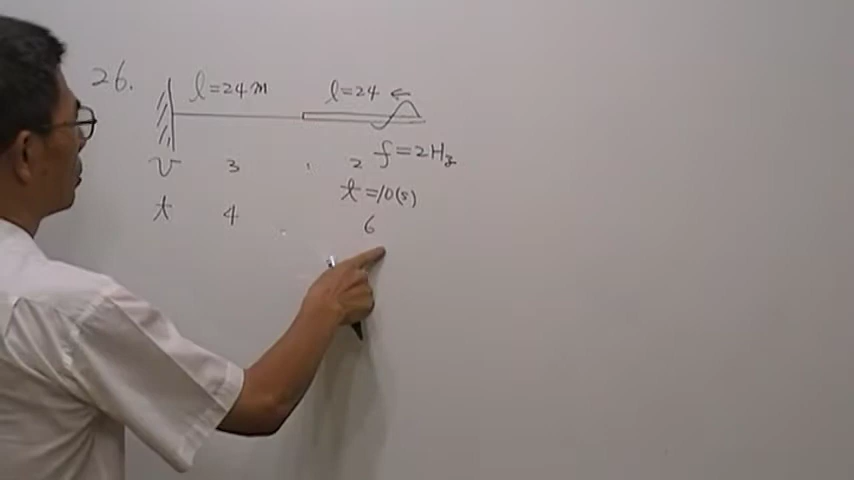 26.
l=24m l=24 ←
f=2Hz
v 3 : 2
t=10(s)
t 4 : 6